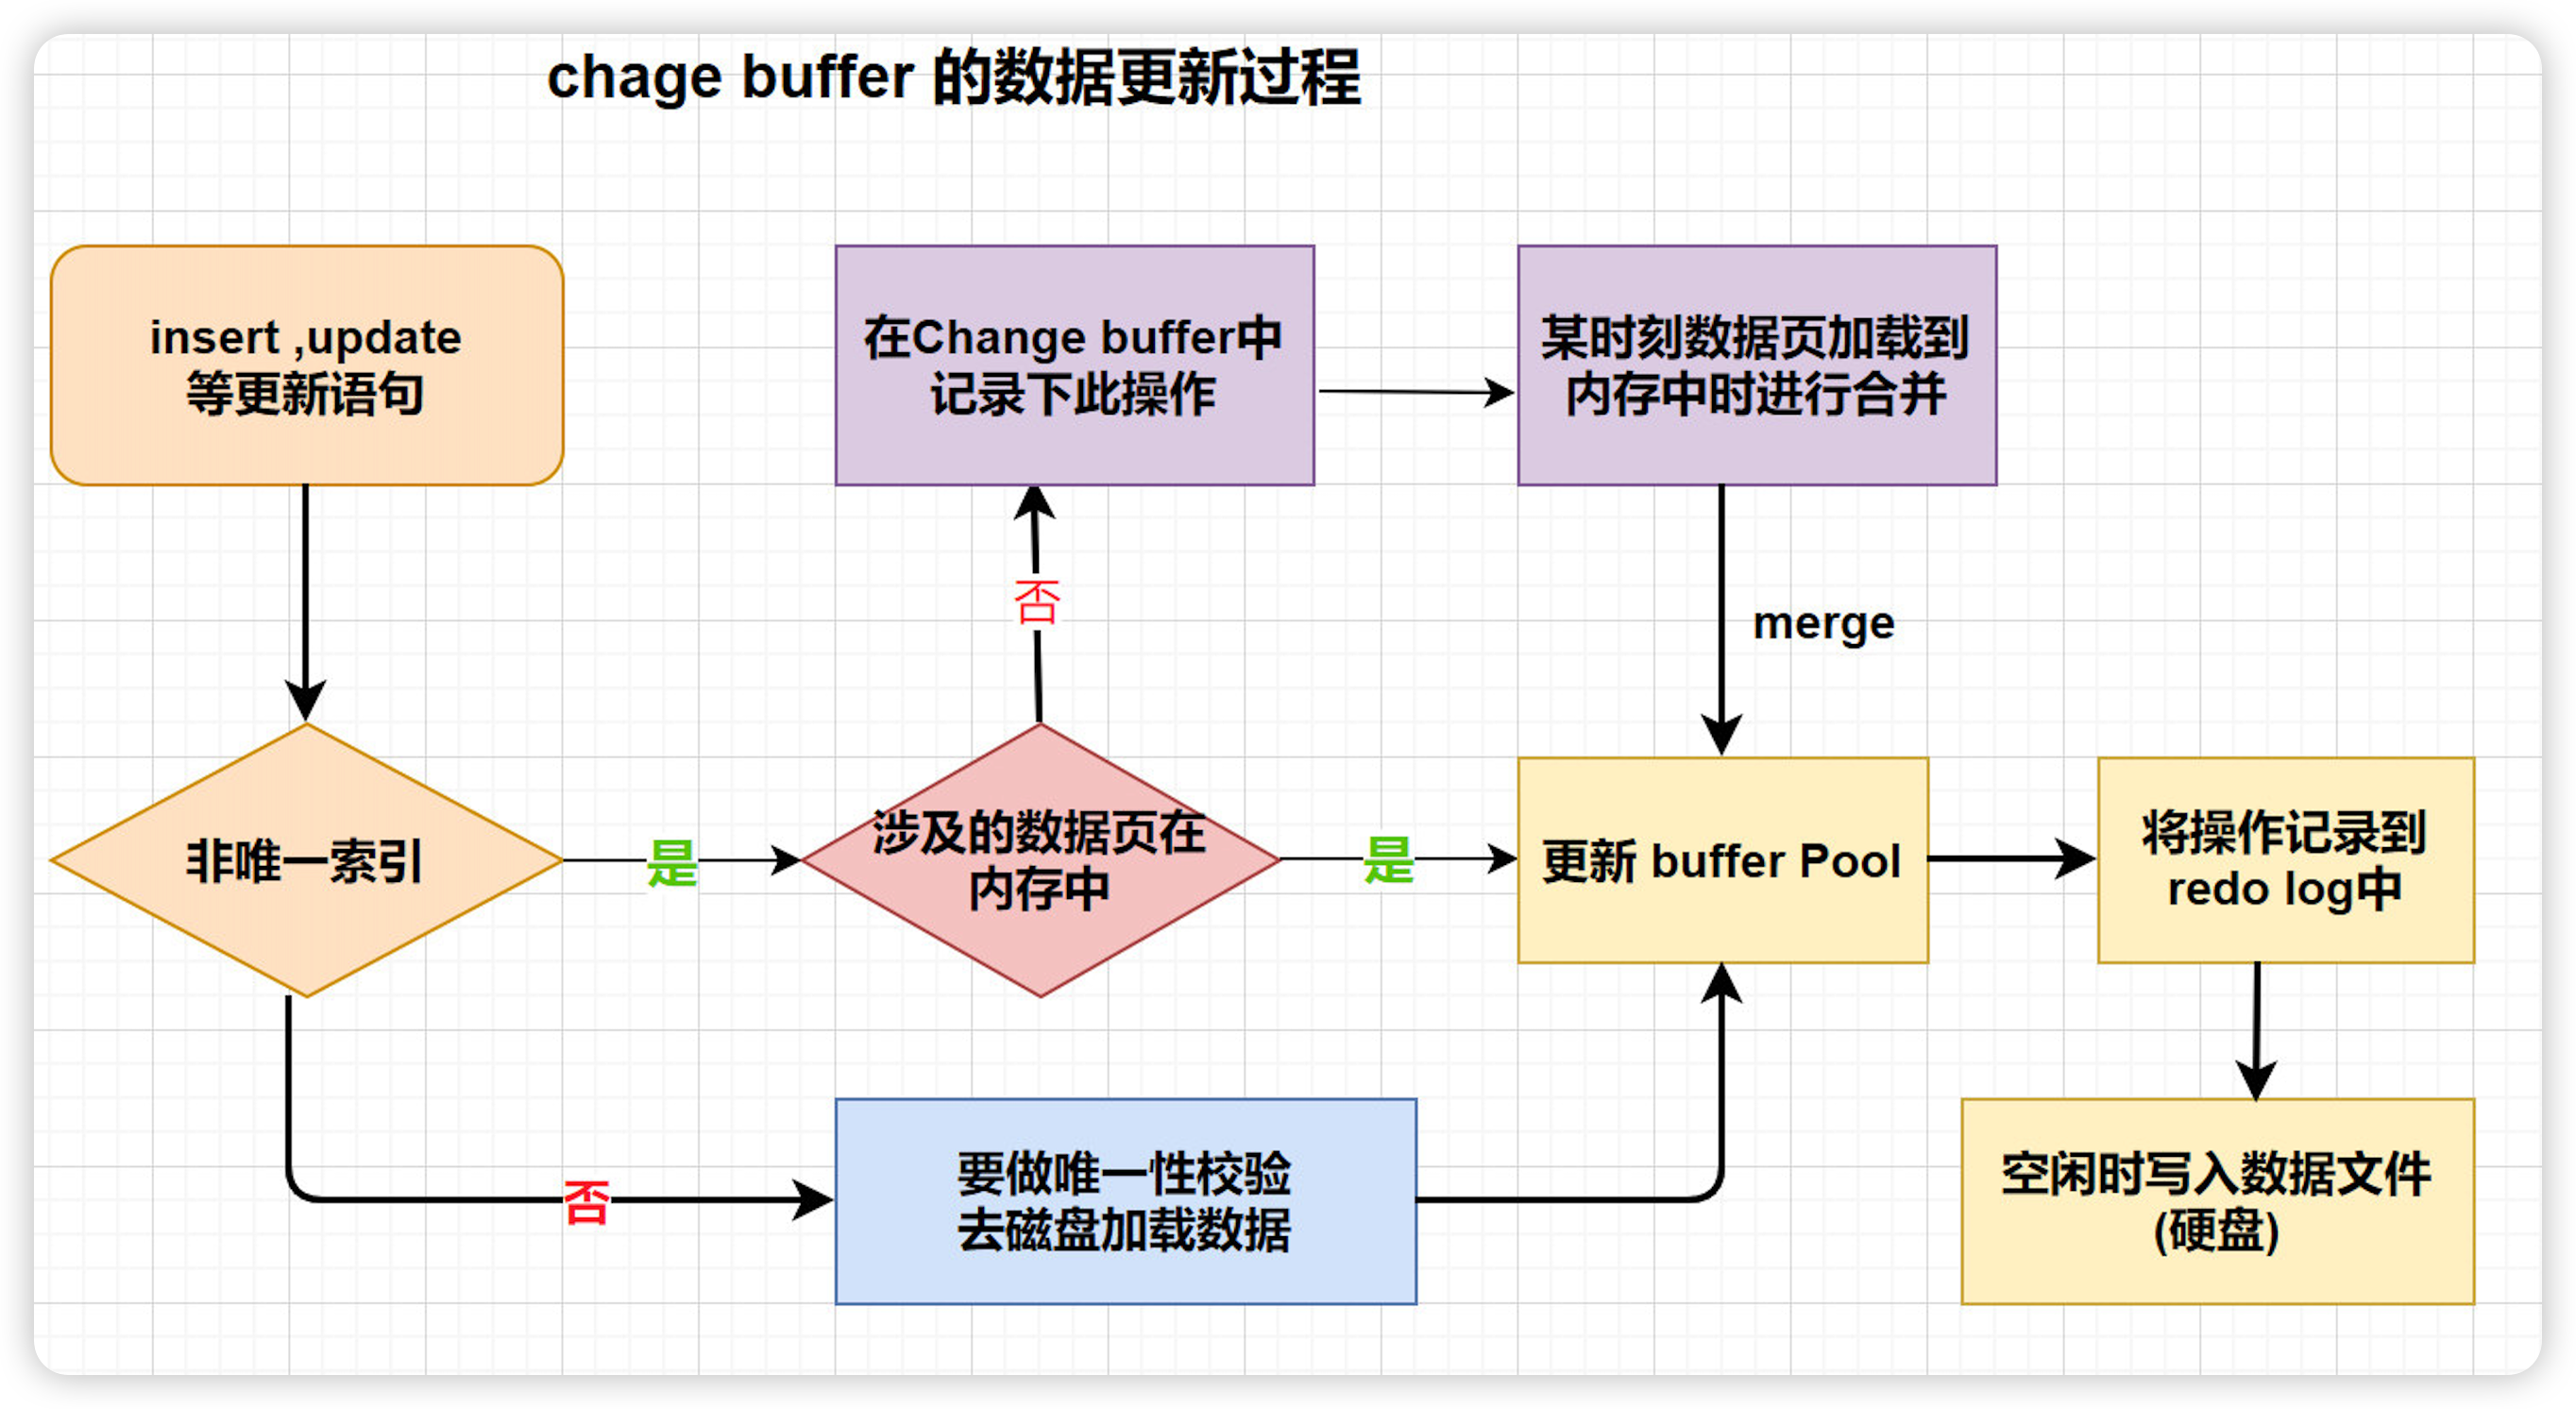 chage buffer 的数据更新过程
insert ,update
等更新语句
在Change buffer中
记录下此操作
某时刻数据页加载到
内存中时进行合并
否
merge
非唯一索引
是
涉及的数据页在
内存中
是
更新 buffer Pool
将操作记录到
redo log中
否
要做唯一性校验
去磁盘加载数据
空闲时写入数据文件
(硬盘)